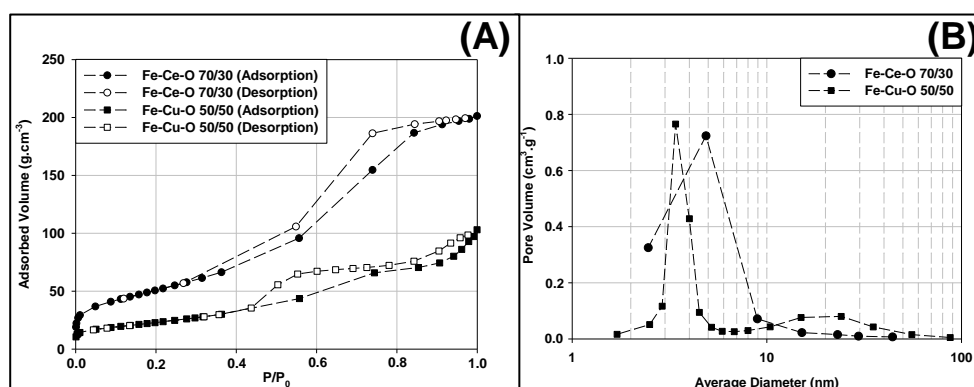 (A)
250
200
150
100
50
0
Adsorbed Volume (g.cm-3)
Fe-Ce-O 70/30 (Adsorption)
Fe-Ce-O 70/30 (Desorption)
Fe-Cu-O 50/50 (Adsorption)
Fe-Cu-O 50/50 (Desorption)
0.0 0.2 0.4 0.6 0.8 1.0
P/P0
(B)
1.0
0.8
0.6
0.4
0.2
0.0
Pore Volume (cm3.g-1)
Fe-Ce-O 70/30
Fe-Cu-O 50/50
1 10 100
Average Diameter (nm)